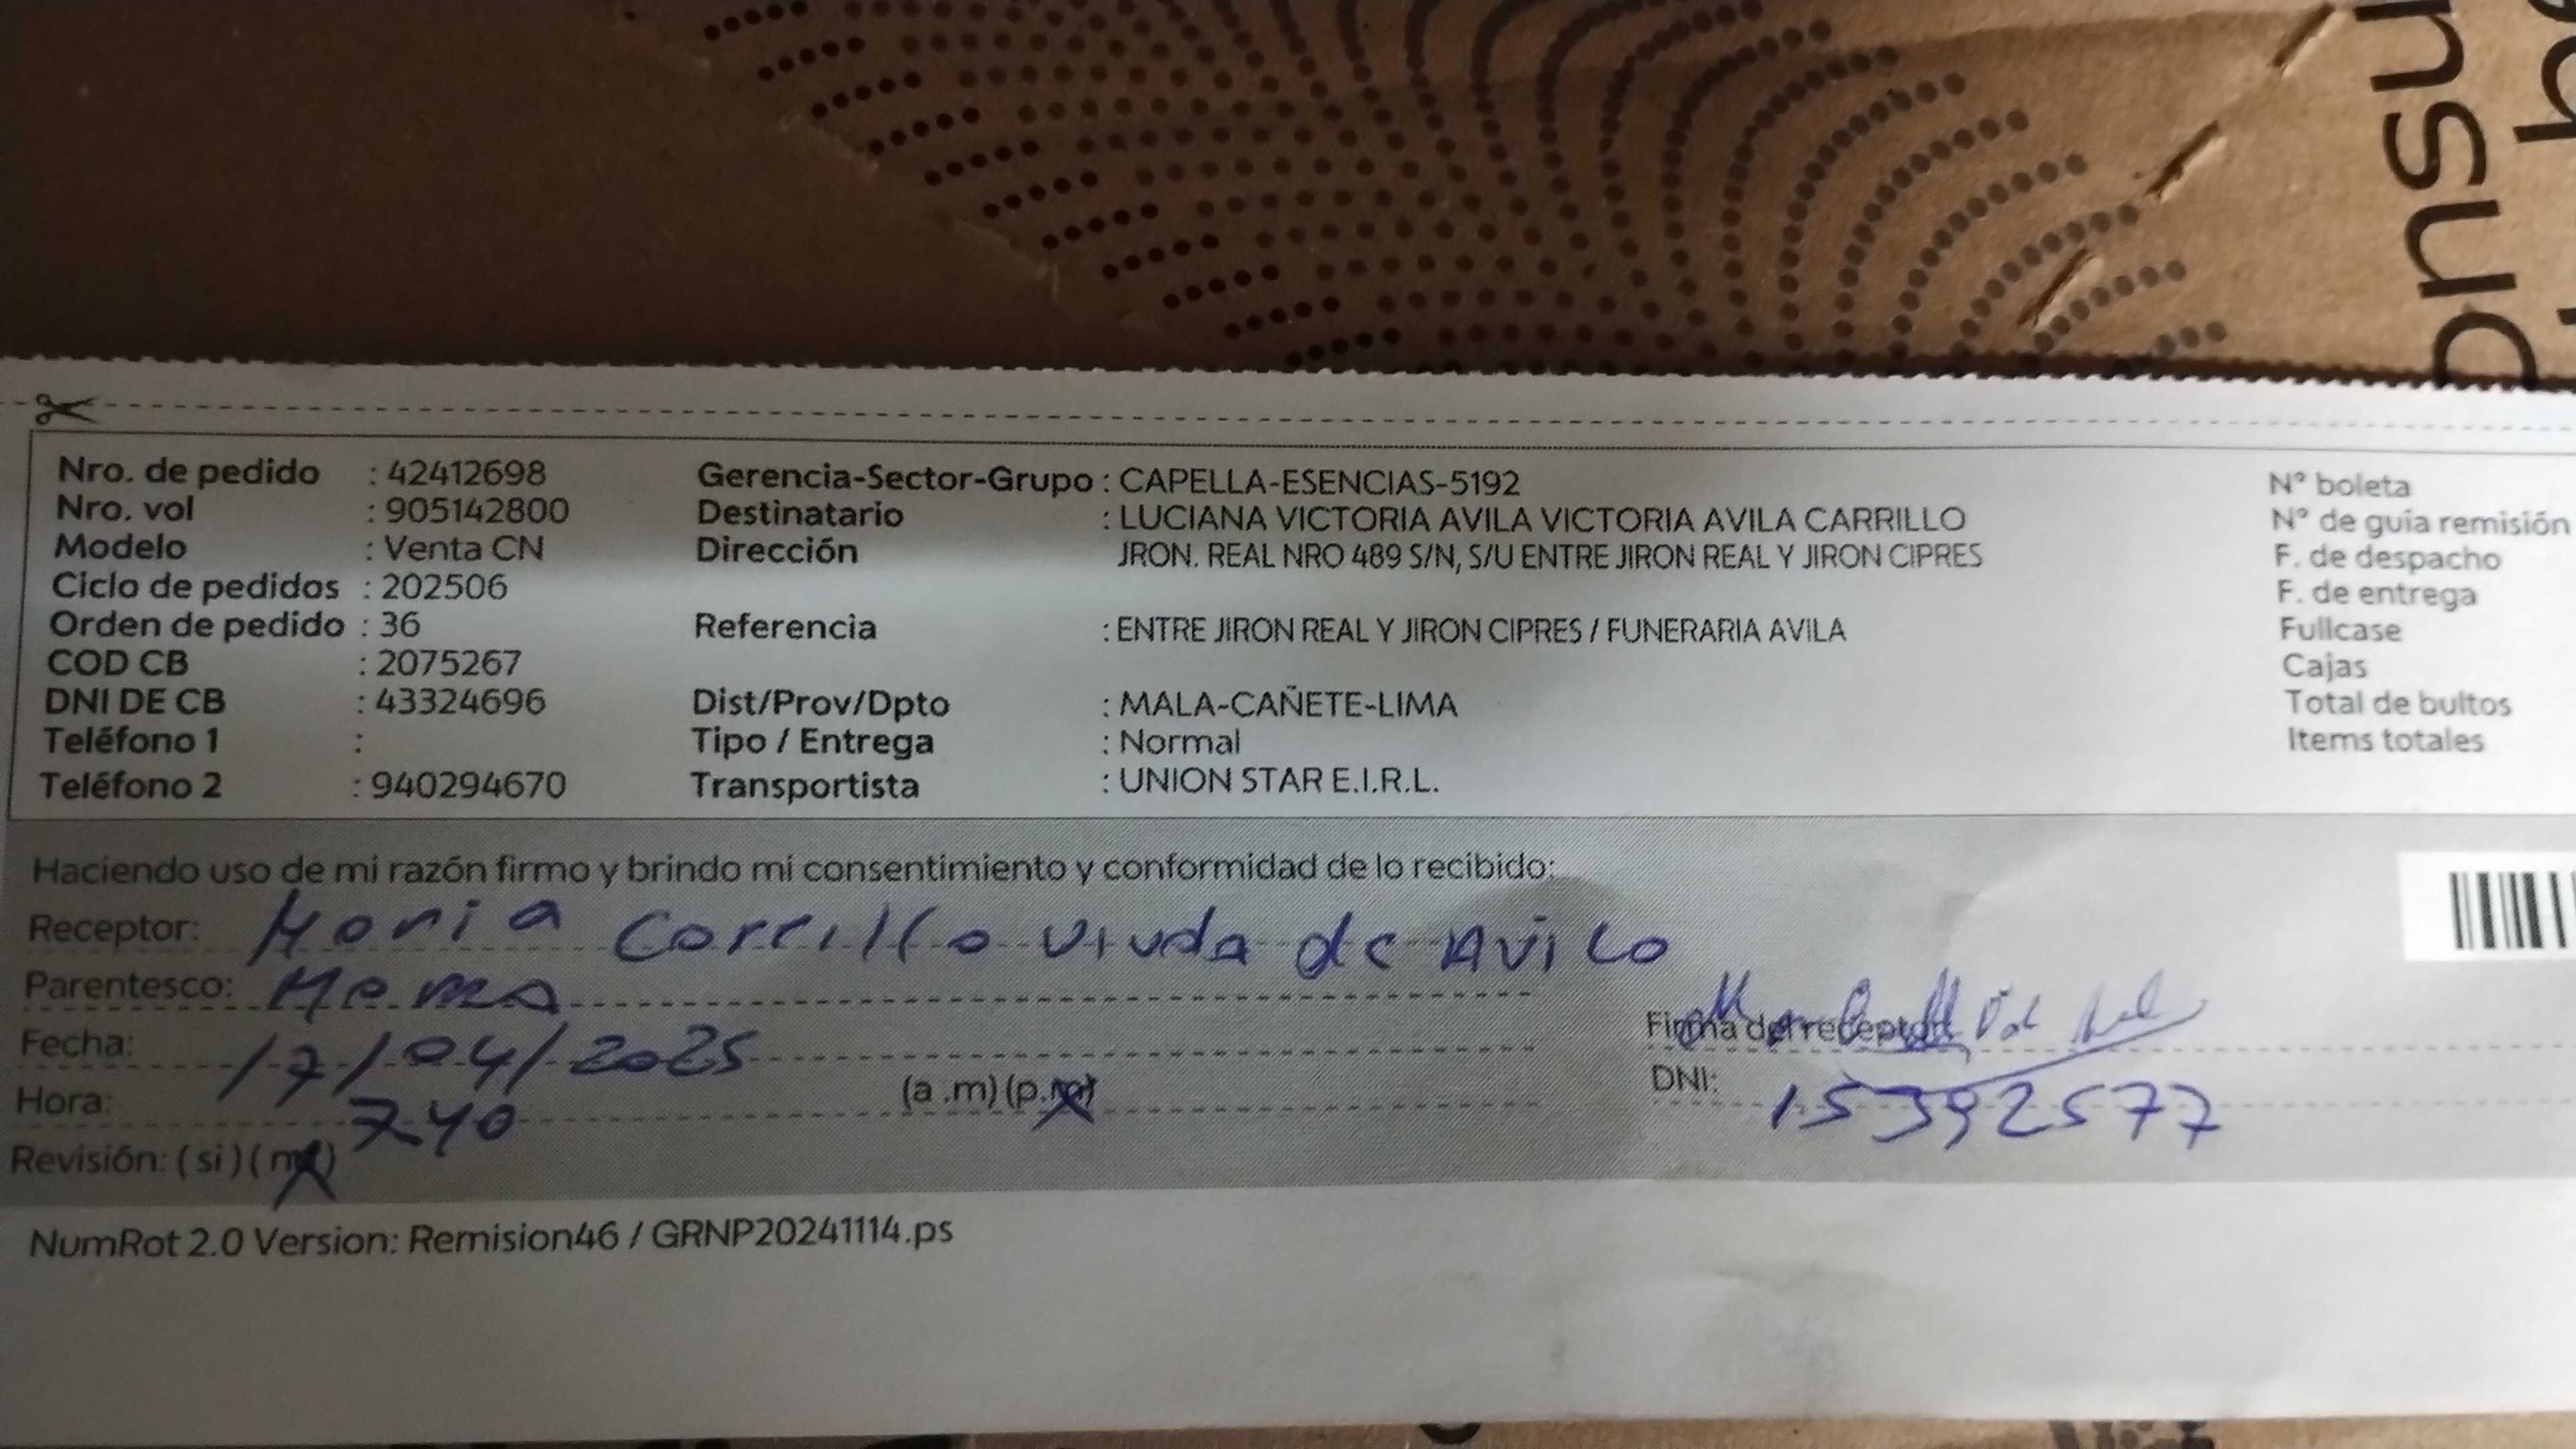 nsu
Nro. de pedido : 42412698 Gerencia-Sector-Grupo : CAPELLA-ESENCIAS-5192 N° boleta
Nro. vol : 905142800 Destinatario : LUCIANA VICTORIA AVILA VICTORIA AVILA CARRILLO N° de guía remisión
Modelo : Venta CN Dirección JRON. REAL NRO 489 S/N, S/U ENTRE JIRON REAL Y JIRON CIPRES F. de despacho
Ciclo de pedidos : 202506 F. de entrega
Orden de pedido : 36 Referencia : ENTRE JIRON REAL Y JIRON CIPRES / FUNERARIA AVILA Fullcase
COD CB : 2075267 Cajas
DNI DE CB : 43324696 Dist/Prov/Dpto : MALA-CAÑETE-LIMA Total de bultos
Teléfono 1 : Tipo / Entrega : Normal Items totales
Teléfono 2 : 940294670 Transportista : UNION STAR E.I.R.L.
Haciendo uso de mi razón firmo y brindo mi consentimiento y conformidad de lo recibido:
Receptor: Maria Carrillo viuda de Avila
Parentesco: Mama
Fecha: 17/04/2025 Firma del receptor
Hora: 740 (a .m) (p.m) DNI: 15392577
Revisión: ( si ) ( no )
NumRot 2.0 Version: Remision46 / GRNP20241114.ps